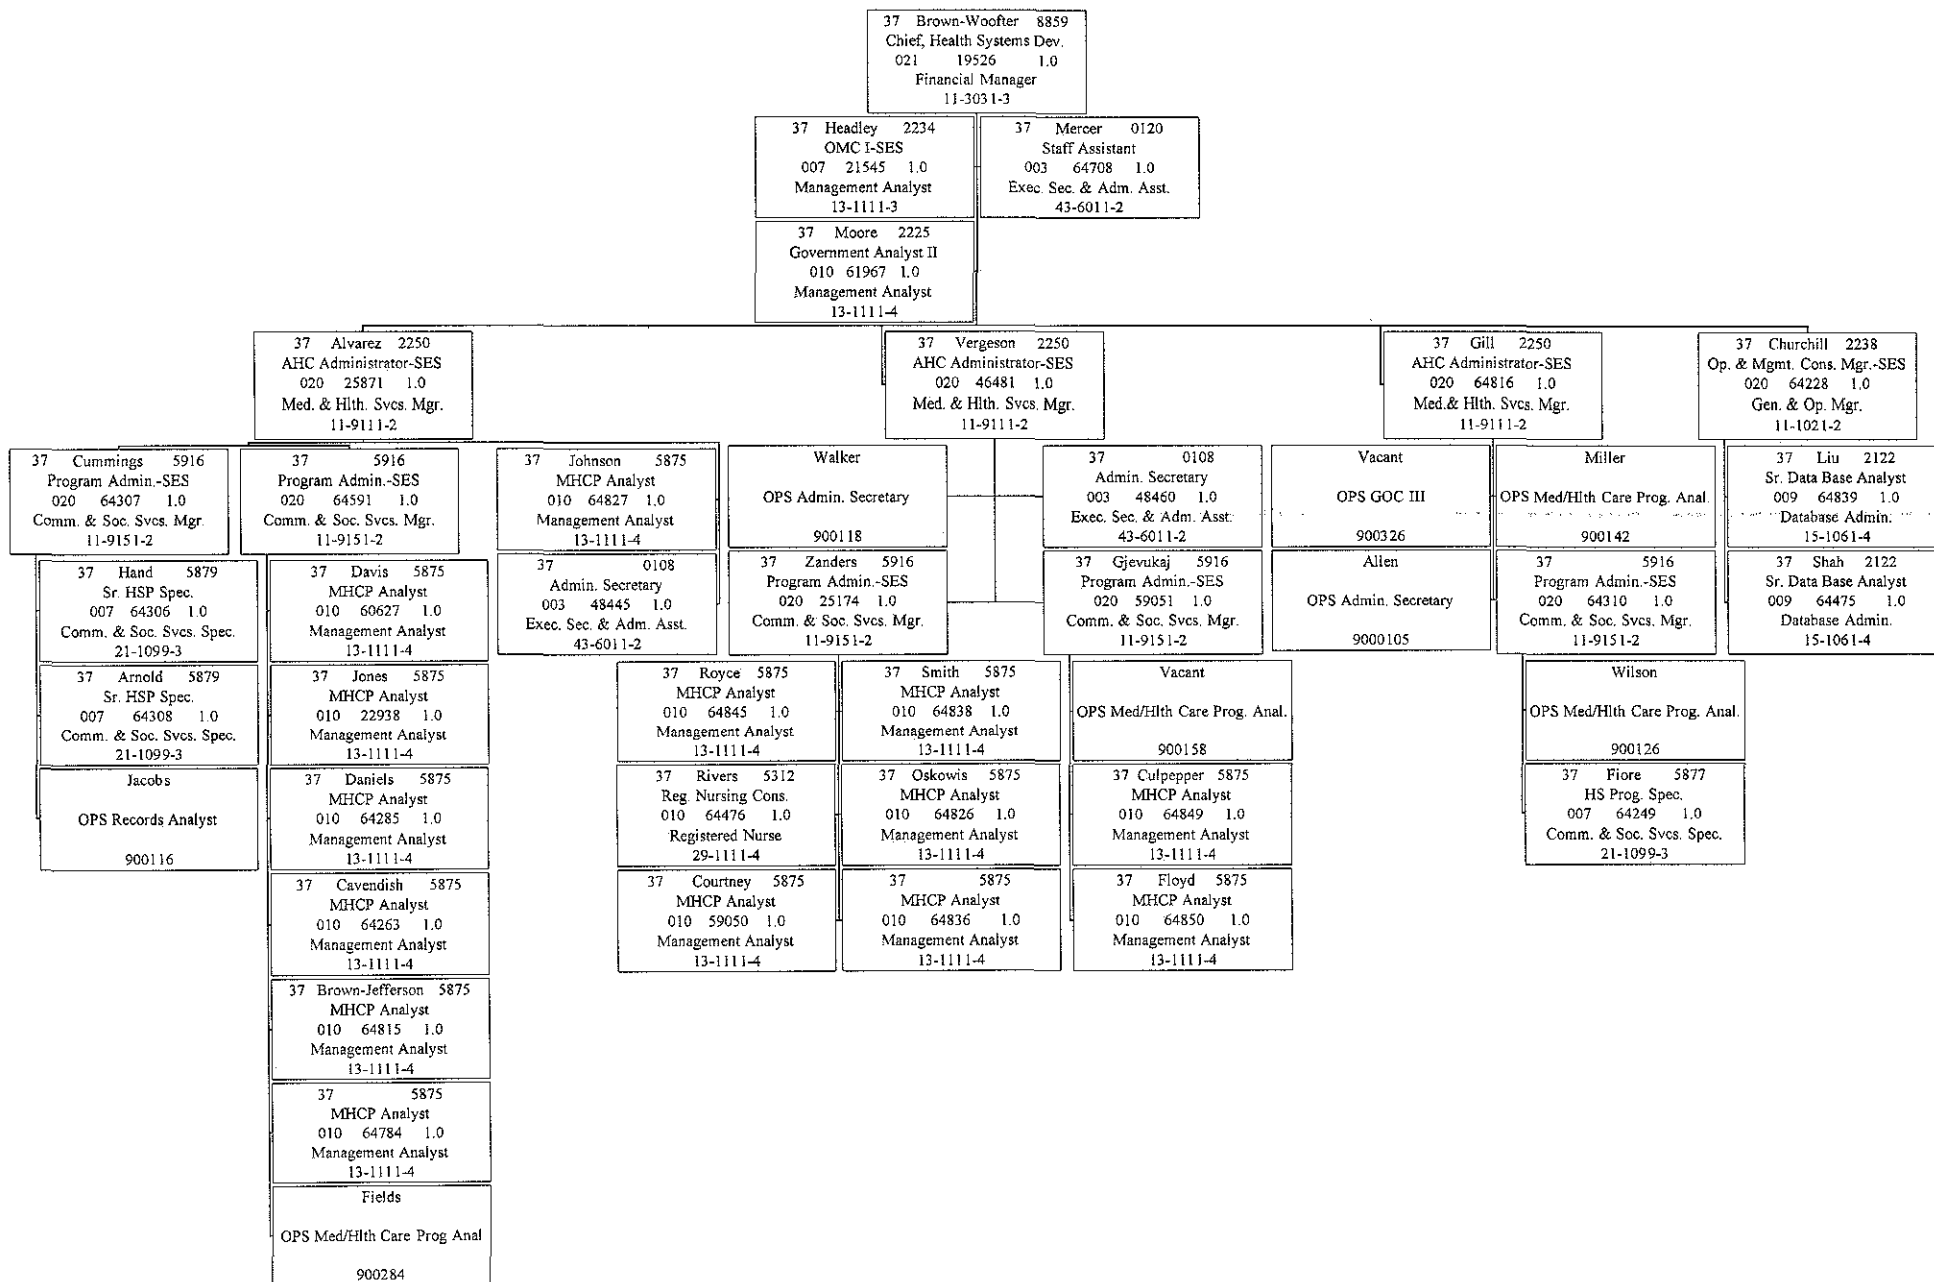 37 Brown-Woofter 8859
Chief, Health Systems Dev.
021 19526 1.0
Financial Manager
11-3031-3
37 Headley 2234
OMC I-SES
007 21545 1.0
Management Analyst
13-1111-3
37 Mercer 0120
Staff Assistant
003 64708 1.0
Exec. Sec. & Adm. Asst.
43-6011-2
37 Moore 2225
Government Analyst II
010 61967 1.0
Management Analyst
13-1111-4
37 Alvarez 2250
AHC Administrator-SES
020 25871 1.0
Med. & Hlth. Svcs. Mgr.
11-9111-2
37 Vergeson 2250
AHC Administrator-SES
020 46481 1.0
Med. & Hlth. Svcs. Mgr.
11-9111-2
37 Gill 2250
AHC Administrator-SES
020 64816 1.0
Med.& Hlth. Svcs. Mgr.
11-9111-2
37 Churchill 2238
Op. & Mgmt. Cons. Mgr.-SES
020 64228 1.0
Gen. & Op. Mgr.
11-1021-2
37 Cummings 5916
Program Admin.-SES
020 64307 1.0
Comm. & Soc. Svcs. Mgr.
11-9151-2
37 5916
Program Admin.-SES
020 64591 1.0
Comm. & Soc. Svcs. Mgr.
11-9151-2
37 Johnson 5875
MHCP Analyst
010 64827 1.0
Management Analyst
13-1111-4
Walker
OPS Admin. Secretary
900118
37 0108
Admin. Secretary
003 48460 1.0
Exec. Sec. & Adm. Asst.
43-6011-2
Vacant
OPS GOC III
900326
Miller
OPS Med/Hlth Care Prog. Anal.
900142
37 Liu 2122
Sr. Data Base Analyst
009 64839 1.0
Database Admin.
15-1061-4
37 Hand 5879
Sr. HSP Spec.
007 64306 1.0
Comm. & Soc. Svcs. Spec.
21-1099-3
37 Davis 5875
MHCP Analyst
010 60627 1.0
Management Analyst
13-1111-4
37 0108
Admin. Secretary
003 48445 1.0
Exec. Sec. & Adm. Asst.
43-6011-2
37 Zanders 5916
Program Admin.-SES
020 25174 1.0
Comm. & Soc. Svcs. Mgr.
11-9151-2
37 Gjevukaj 5916
Program Admin.-SES
020 59051 1.0
Comm. & Soc. Svcs. Mgr.
11-9151-2
Allen
OPS Admin. Secretary
9000105
37 5916
Program Admin.-SES
020 64310 1.0
Comm. & Soc. Svcs. Mgr.
11-9151-2
37 Shah 2122
Sr. Data Base Analyst
009 64475 1.0
Database Admin.
15-1061-4
37 Arnold 5879
Sr. HSP Spec.
007 64308 1.0
Comm. & Soc. Svcs. Spec.
21-1099-3
37 Jones 5875
MHCP Analyst
010 22938 1.0
Management Analyst
13-1111-4
37 Royce 5875
MHCP Analyst
010 64845 1.0
Management Analyst
13-1111-4
37 Smith 5875
MHCP Analyst
010 64838 1.0
Management Analyst
13-1111-4
Vacant
OPS Med/Hlth Care Prog. Anal.
900158
Wilson
OPS Med/Hlth Care Prog. Anal.
900126
Jacobs
OPS Records Analyst
900116
37 Daniels 5875
MHCP Analyst
010 64285 1.0
Management Analyst
13-1111-4
37 Rivers 5312
Reg. Nursing Cons.
010 64476 1.0
Registered Nurse
29-1111-4
37 Oskowis 5875
MHCP Analyst
010 64826 1.0
Management Analyst
13-1111-4
37 Culpepper 5875
MHCP Analyst
010 64849 1.0
Management Analyst
13-1111-4
37 Fiore 5877
HS Prog. Spec.
007 64249 1.0
Comm. & Soc. Svcs. Spec.
21-1099-3
37 Cavendish 5875
MHCP Analyst
010 64263 1.0
Management Analyst
13-1111-4
37 Courtney 5875
MHCP Analyst
010 59050 1.0
Management Analyst
13-1111-4
37 5875
MHCP Analyst
010 64836 1.0
Management Analyst
13-1111-4
37 Floyd 5875
MHCP Analyst
010 64850 1.0
Management Analyst
13-1111-4
37 Brown-Jefferson 5875
MHCP Analyst
010 64815 1.0
Management Analyst
13-1111-4
37 5875
MHCP Analyst
010 64784 1.0
Management Analyst
13-1111-4
Fields
OPS Med/Hlth Care Prog Anal
900284